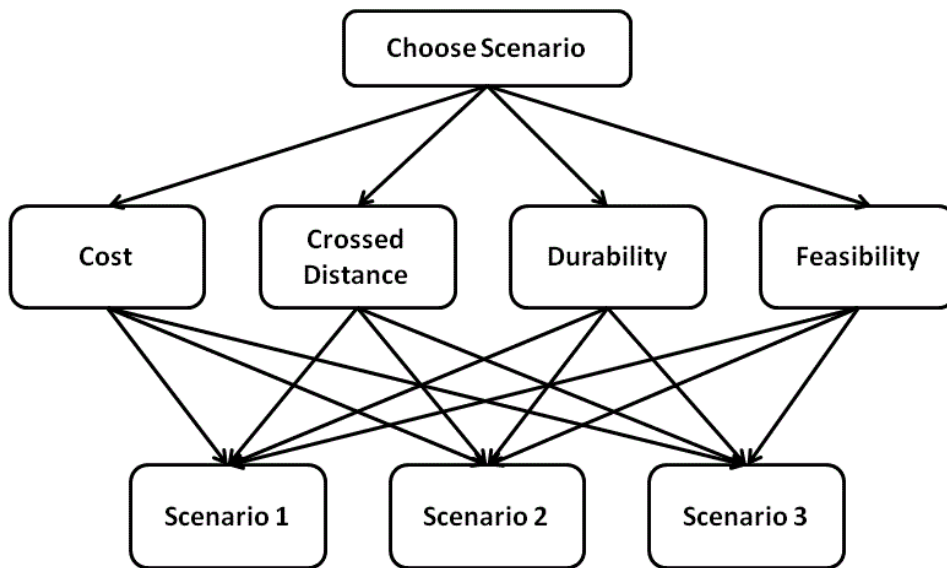 Choose Scenario
Cost
Crossed
Distance
Durability
Feasibility
Scenario 1
Scenario 2
Scenario 3